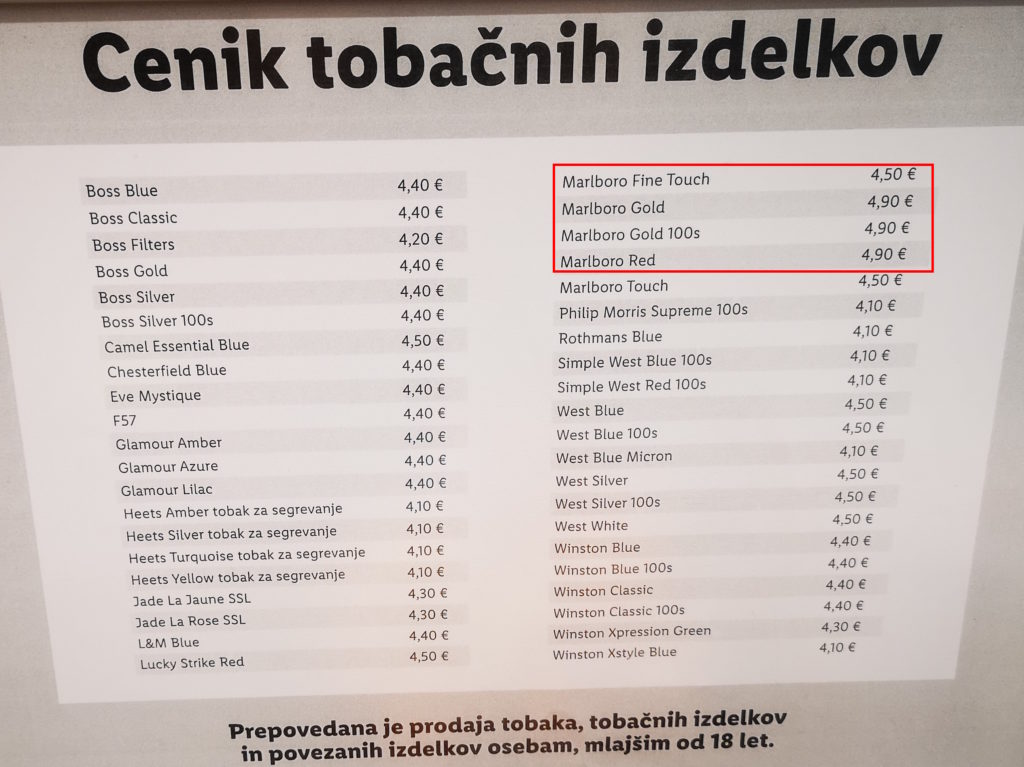 Cenik tobačnih izdelkov
Boss Blue 4,40 €
Boss Classic 4,40 €
Boss Filters 4,20 €
Boss Gold 4,40 €
Boss Silver 4,40 €
Boss Silver 100s 4,40 €
Camel Essential Blue 4,50 €
Chesterfield Blue 4,40 €
Eve Mystique 4,40 €
F57 4,40 €
Glamour Amber 4,40 €
Glamour Azure 4,40 €
Glamour Lilac 4,40 €
Heets Amber tobak za segrevanje 4,10 €
Heets Silver tobak za segrevanje 4,10 €
Heets Turquoise tobak za segrevanje 4,10 €
Heets Yellow tobak za segrevanje 4,10 €
Jade La Jaune SSL 4,30 €
Jade La Rose SSL 4,30 €
L&M Blue 4,40 €
Lucky Strike Red 4,50 €
Marlboro Fine Touch 4,50 €
Marlboro Gold 4,90 €
Marlboro Gold 100s 4,90 €
Marlboro Red 4,90 €
Marlboro Touch 4,50 €
Philip Morris Supreme 100s 4,10 €
Rothmans Blue 4,10 €
Simple West Blue 100s 4,10 €
Simple West Red 100s 4,10 €
West Blue 4,50 €
West Blue 100s 4,50 €
West Blue Micron 4,10 €
West Silver 4,50 €
West Silver 100s 4,50 €
West White 4,50 €
Winston Blue 4,40 €
Winston Blue 100s 4,40 €
Winston Classic 4,40 €
Winston Classic 100s 4,40 €
Winston Xpression Green 4,30 €
Winston Xstyle Blue 4,10 €
Prepovedana je prodaja tobaka, tobačnih izdelkov
in povezanih izdelkov osebam, mlajšim od 18 let.